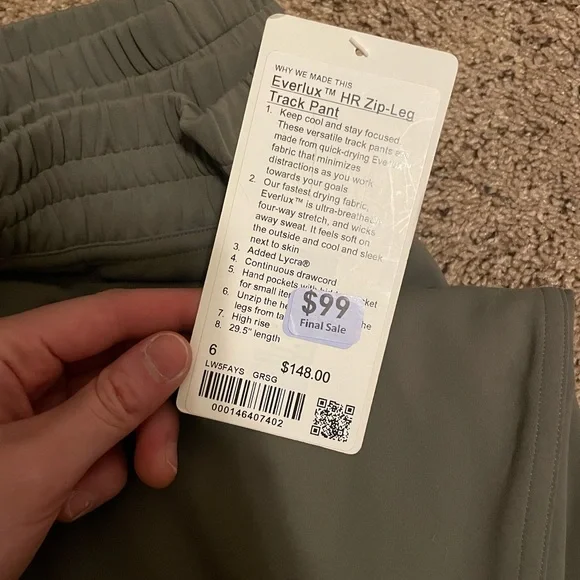 WHY WE MADE THIS
Everlux™ HR Zip-Leg
Track Pant
1. Keep cool and stay focused.
These versatile track pants
made from quick-drying
fabric that minimizes
distractions as you work
towards your goals
2. Our fastest drying fabric,
Everlux™ is ultra-breathable
four-way stretch, and wicks
away sweat. It feels soft on
the outside and cool and sleek
next to skin
3. Added Lycra®
4. Continuous drawcord
5. Hand pockets
for small
6. Unzip the the
legs from
7. High rise
8. 29.5" length
$99
Final Sale
6 $148.00
LW5FAYS GRSG
000146407402